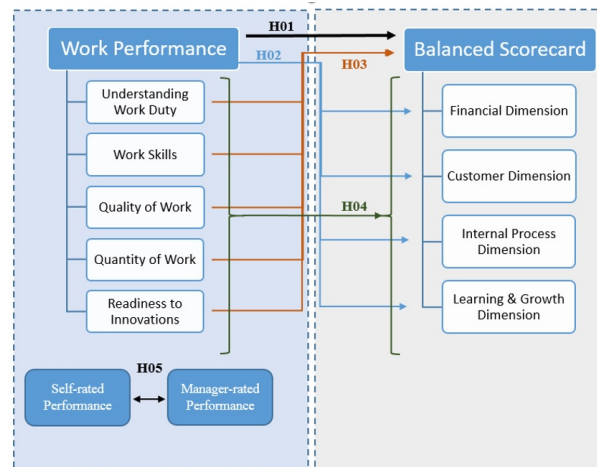 H01
Work Performance
Balanced Scorecard
H02
H03
Understanding
Work Duty
Work Skills
Quality of Work
Quantity of Work
Readiness to
Innovations
H04
Financial Dimension
Customer Dimension
Internal Process
Dimension
Learning & Growth
Dimension
H05
Self-rated
Performance
Manager-rated
Performance